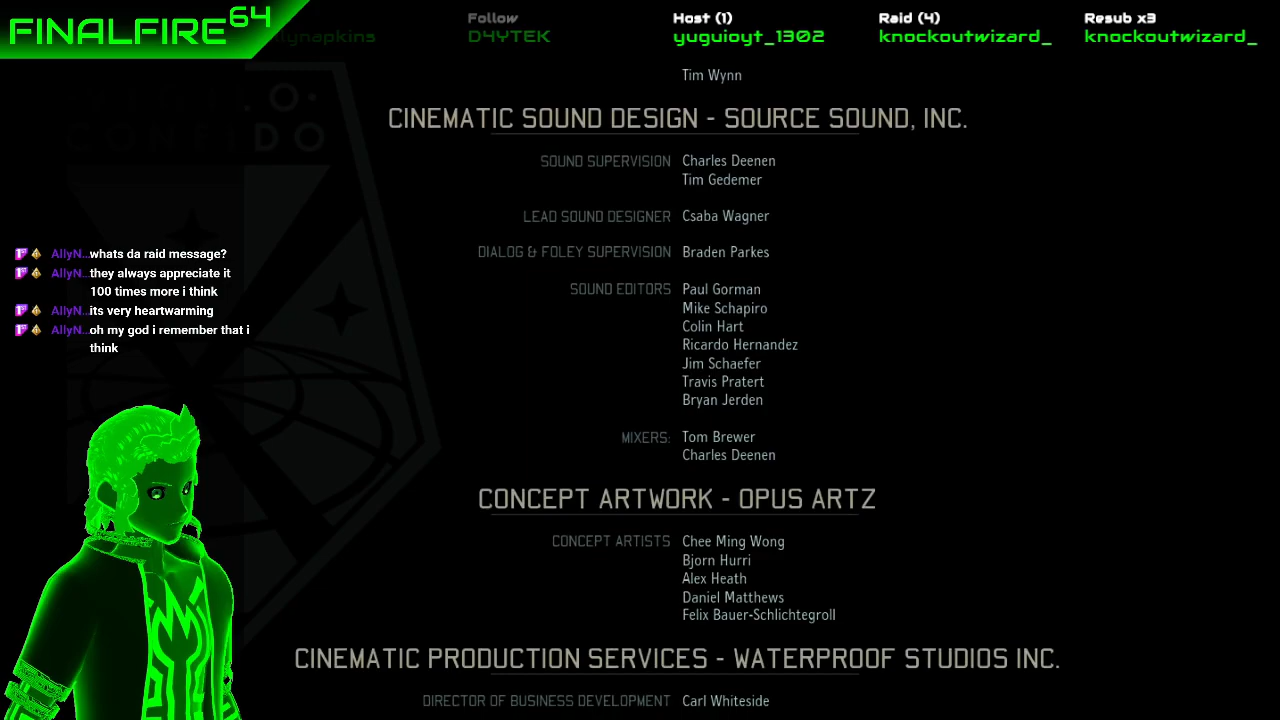 FINALFIRE64
lynapkins
Follow
D4YTEK
Host (1)
yuguioyt_1302
Raid (4)
knockoutwizard_
Resub x3
knockoutwizard_
VIGILO·
CONFIDO
Tim Wynn
CINEMATIC SOUND DESIGN - SOURCE SOUND, INC.
SOUND SUPERVISION Charles Deenen
Tim Gedemer
LEAD SOUND DESIGNER Csaba Wagner
DIALOG & FOLEY SUPERVISION Braden Parkes
SOUND EDITORS Paul Gorman
Mike Schapiro
Colin Hart
Ricardo Hernandez
Jim Schaefer
Travis Pratert
Bryan Jerden
MIXERS: Tom Brewer
Charles Deenen
CONCEPT ARTWORK - OPUS ARTZ
CONCEPT ARTISTS Chee Ming Wong
Bjorn Hurri
Alex Heath
Daniel Matthews
Felix Bauer-Schlichtegroll
CINEMATIC PRODUCTION SERVICES - WATERPROOF STUDIOS INC.
DIRECTOR OF BUSINESS DEVELOPMENT Carl Whiteside
AllyN... whats da raid message?
AllyN... they always appreciate it
100 times more i think
AllyN... its very heartwarming
AllyN... oh my god i remember that i
think